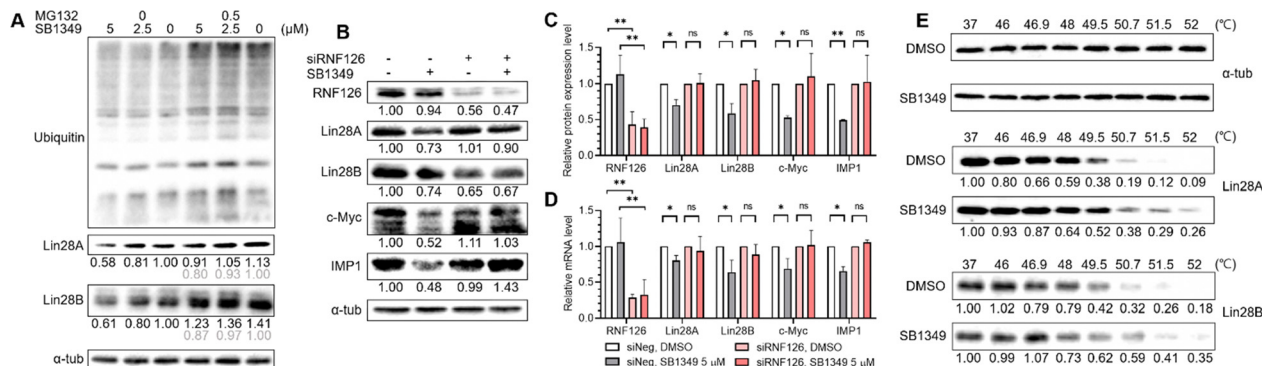 A
MG132 0 0.5
SB1349 5 2.5 0 5 2.5 0 (μM)
Ubiquitin
Lin28A
0.58 0.81 1.00 0.91 1.05 1.13
0.80 0.93 1.00
Lin28B
0.61 0.80 1.00 1.23 1.36 1.41
0.87 0.97 1.00
α-tub
B
siRNF126 - - + +
SB1349 - + - +
RNF126
1.00 0.94 0.56 0.47
Lin28A
1.00 0.73 1.01 0.90
Lin28B
1.00 0.74 0.65 0.67
c-Myc
1.00 0.52 1.11 1.03
IMP1
1.00 0.48 0.99 1.43
α-tub
C
Relative protein expression level
2.0
1.5
1.0
0.5
0.0
**
**
* ns * ns * ns ** ns
RNF126 Lin28A Lin28B c-Myc IMP1
D
Relative mRNA level
2.0
1.5
1.0
0.5
0.0
**
**
* ns * ns * ns * ns
RNF126 Lin28A Lin28B c-Myc IMP1
siNeg, DMSO siRNF126, DMSO
siNeg, SB1349 5 μM siRNF126, SB1349 5 μM
E
37 46 46.9 48 49.5 50.7 51.5 52 (℃)
DMSO
α-tub
SB1349
37 46 46.9 48 49.5 50.7 51.5 52 (℃)
DMSO
1.00 0.80 0.66 0.59 0.38 0.19 0.12 0.09
Lin28A
SB1349
1.00 0.93 0.87 0.64 0.52 0.38 0.29 0.26
37 46 46.9 48 49.5 50.7 51.5 52 (℃)
DMSO
1.00 1.02 0.79 0.79 0.42 0.32 0.26 0.18
Lin28B
SB1349
1.00 0.99 1.07 0.73 0.62 0.59 0.41 0.35